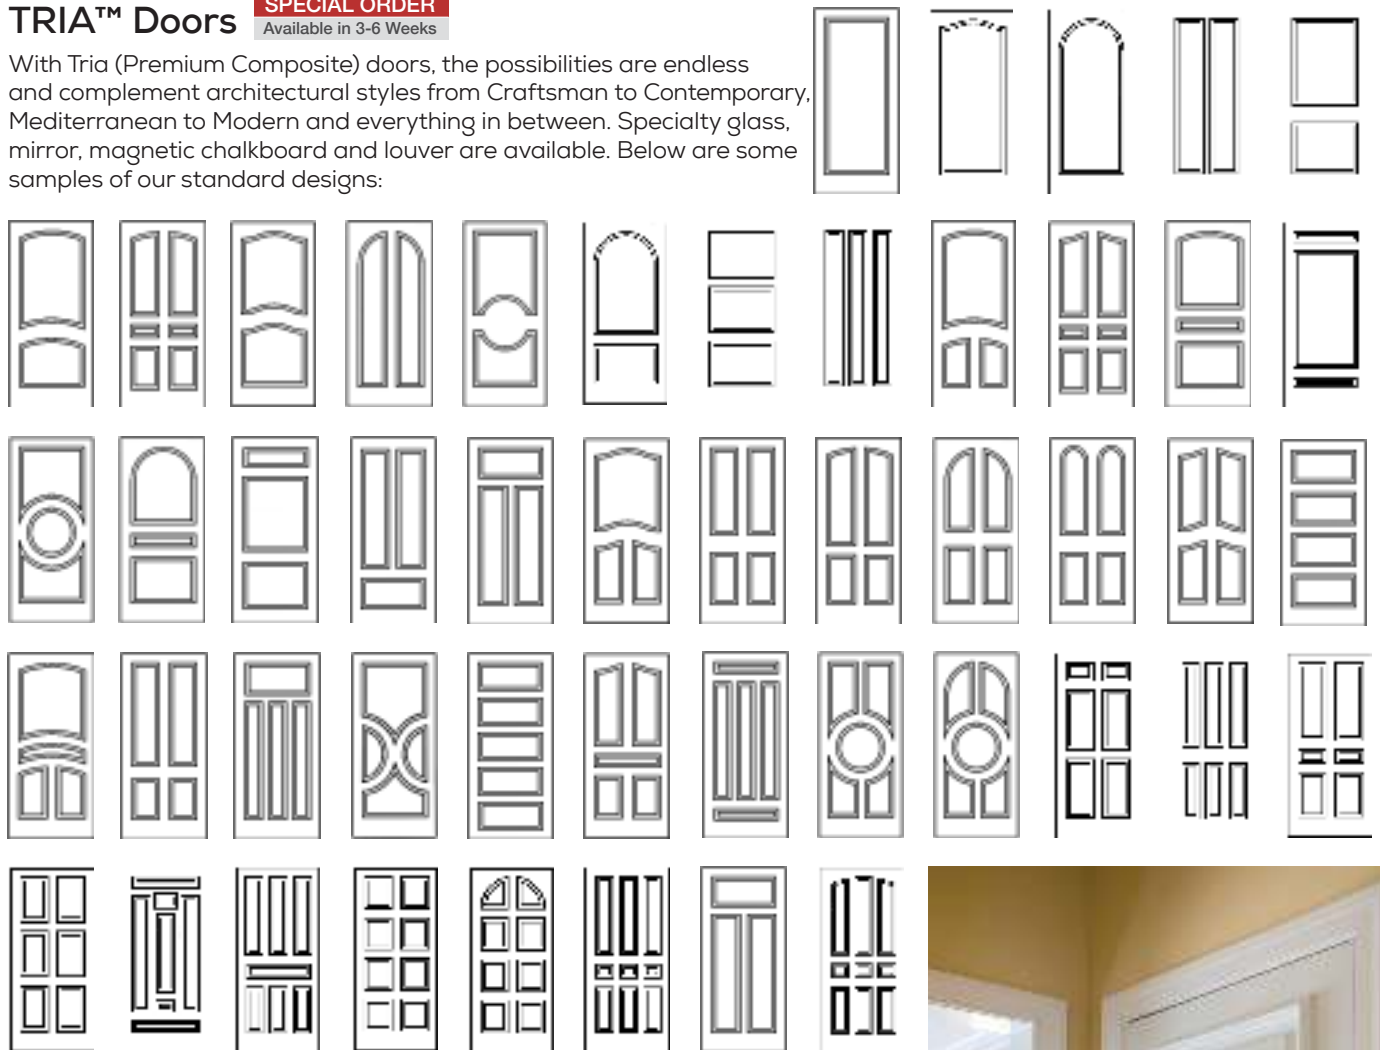 SPECIAL ORDER
TRIA™ Doors
Available in 3-6 Weeks
With Tria (Premium Composite) doors, the possibilities are endless
and complement architectural styles from Craftsman to Contemporary,
Mediterranean to Modern and everything in between. Specialty glass,
mirror, magnetic chalkboard and louver are available. Below are some
samples of our standard designs: